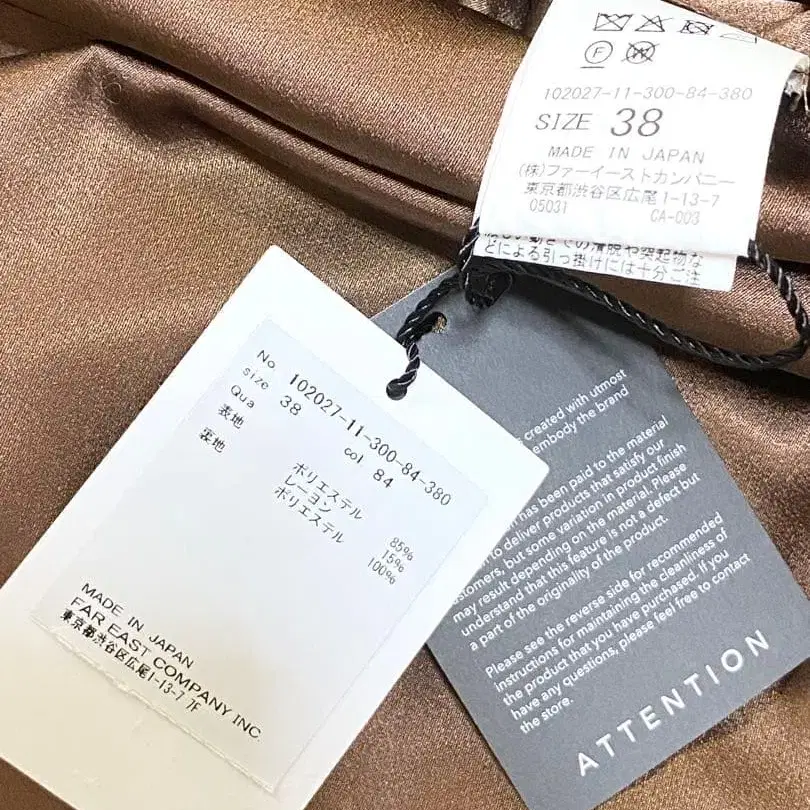 102027-11-300-84-380
SIZE 38
MADE IN JAPAN
(株)ファーイーストカンパニー
東京都渋谷区広尾1-13-7
05031 CA-003
どによる引っ掛けには十分ご注
No 102027-11-300-84-380
size 38 col 84
Qua
表地 ポリエステル 85%
レーヨン 15%
表地 ポリエステル 100%
MADE IN JAPAN
FAR EAST COMPANY INC.
東京都渋谷区広尾1-13-7 7F
created with utmost
embody the brand
has been paid to the material
to deliver products that satisfy our
customers, but some variation in product finish
may result depending on the material. Please
understand that this feature is not a defect but
a part of the originality of the product.
Please see the reverse side for recommended
instructions for maintaining the cleanliness of
the product that you have purchased. If you
have any questions, please feel free to contact
the store.
ATTENTION